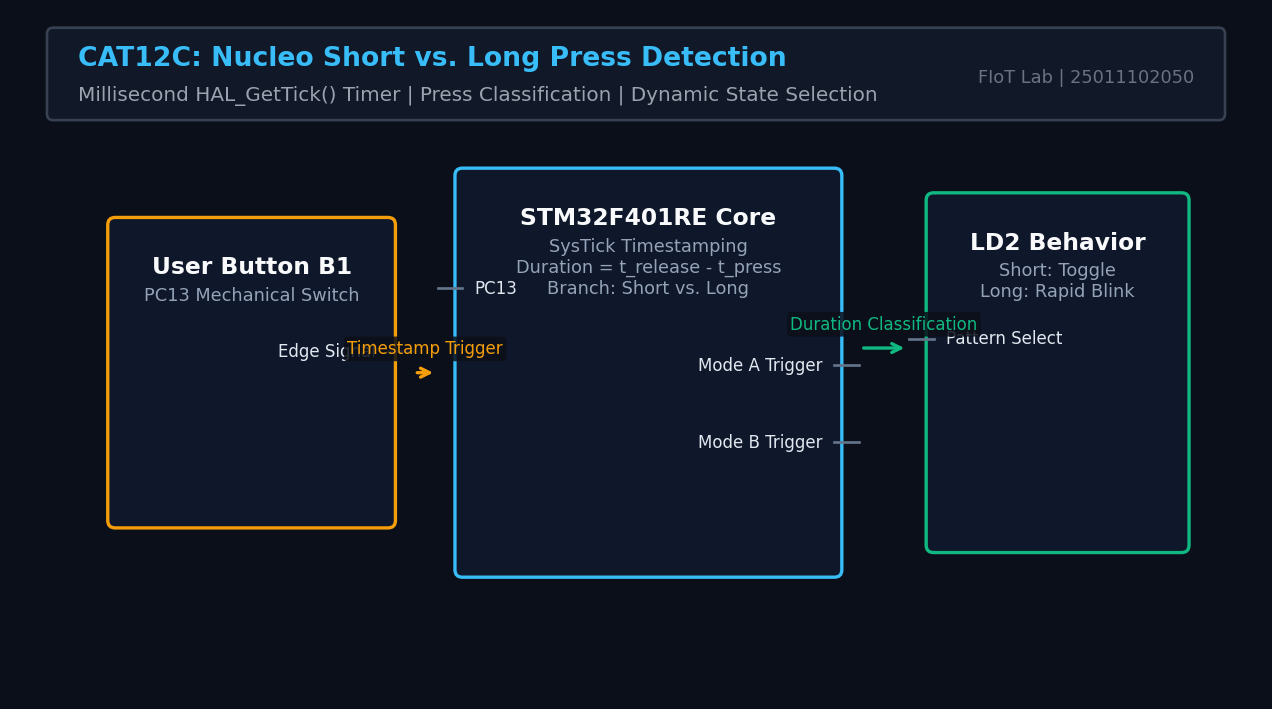 CAT12C: Nucleo Short vs. Long Press Detection
Millisecond HAL_GetTick() Timer | Press Classification | Dynamic State Selection
FIoT Lab | 25011102050
User Button B1
PC13 Mechanical Switch
Edge Signal
Timestamp Trigger
STM32F401RE Core
SysTick Timestamping
Duration = t_release - t_press
Branch: Short vs. Long
PC13
Mode A Trigger
Mode B Trigger
Duration Classification
LD2 Behavior
Short: Toggle
Long: Rapid Blink
Pattern Select